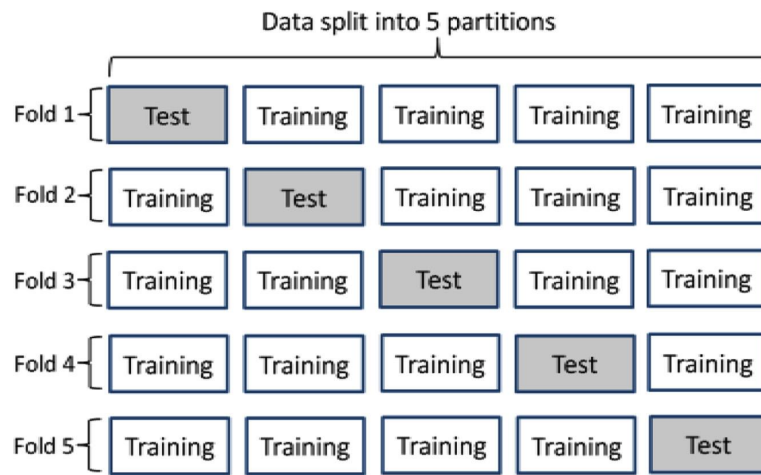 Data split into 5 partitions
Fold 1 Test Training Training Training Training
Fold 2 Training Test Training Training Training
Fold 3 Training Training Test Training Training
Fold 4 Training Training Training Test Training
Fold 5 Training Training Training Training Test